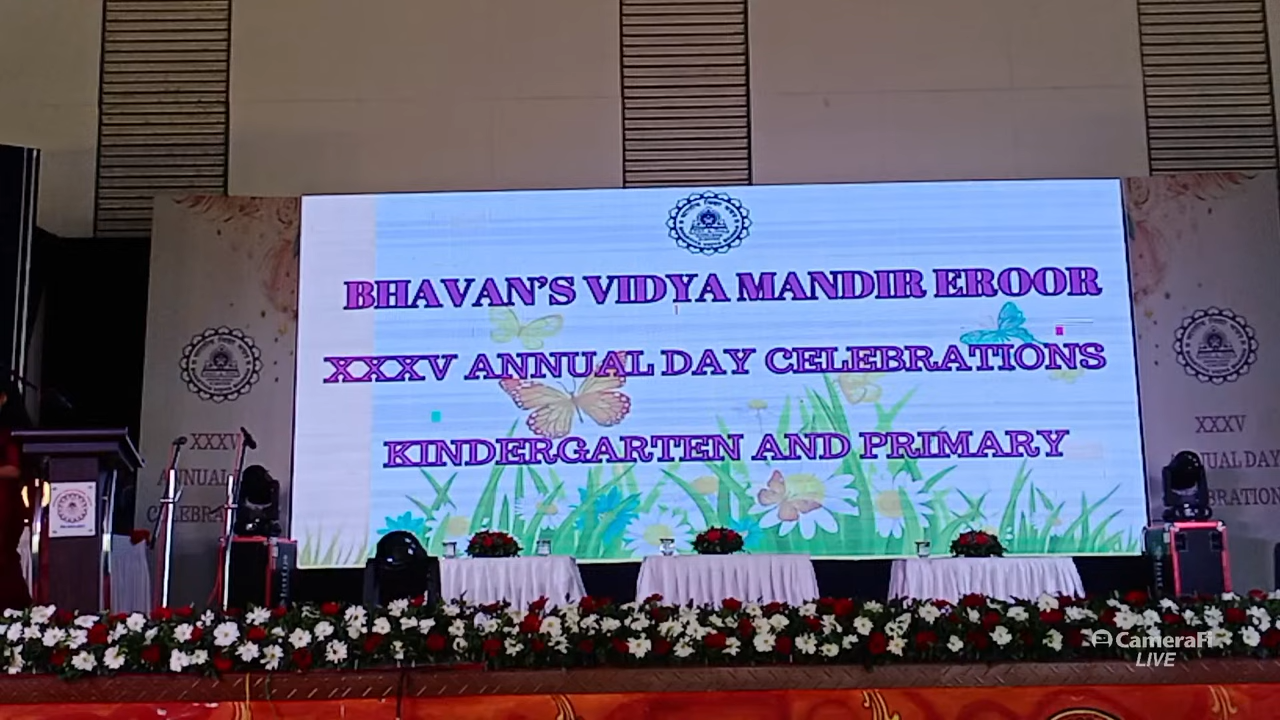 BHAVAN'S VIDYA MANDIR EROOR
XXXV ANNUAL DAY CELEBRATIONS
KINDERGARTEN AND PRIMARY
XXXV
ANNUAL
CELEBRA
XXXV
UAL DAY
BRATION
CameraFi
LIVE